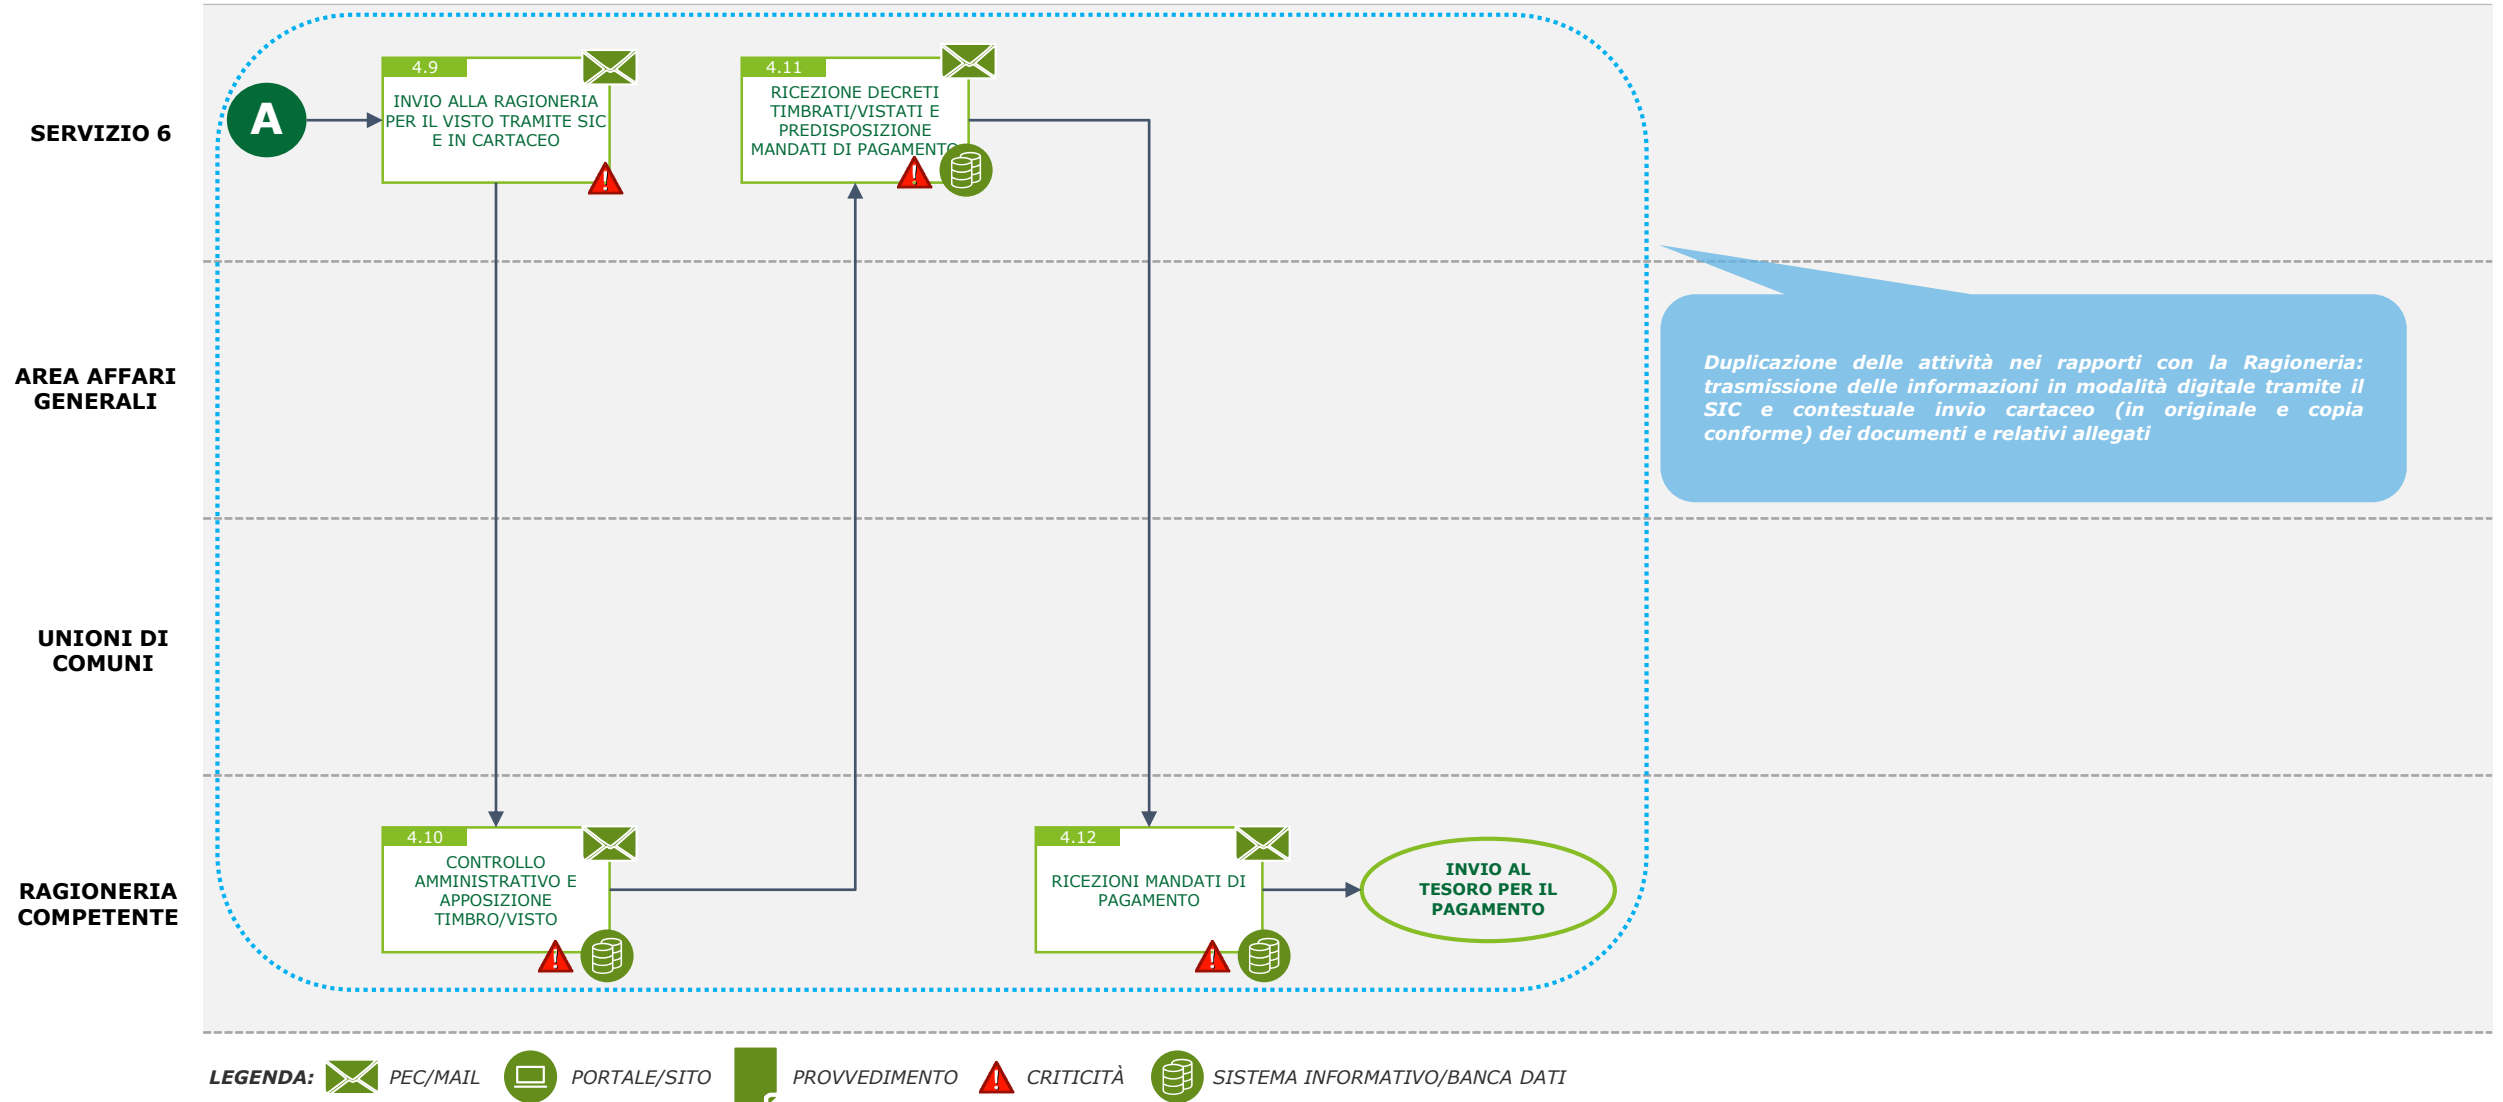 SERVIZIO 6
A
4.9
INVIO ALLA RAGIONERIA
PER IL VISTO TRAMITE SIC
E IN CARTACEO
4.11
RICEZIONE DECRETI
TIMBRATI/VISTATI E
PREDISPOSIZIONE
MANDATI DI PAGAMENTO
AREA AFFARI
GENERALI
Duplicazione delle attività nei rapporti con la Ragioneria:
trasmissione delle informazioni in modalità digitale tramite il
SIC e contestuale invio cartaceo (in originale e copia
conforme) dei documenti e relativi allegati
UNIONI DI
COMUNI
RAGIONERIA
COMPETENTE
4.10
CONTROLLO
AMMINISTRATIVO E
APPOSIZIONE
TIMBRO/VISTO
4.12
RICEZIONI MANDATI DI
PAGAMENTO
INVIO AL
TESORO PER IL
PAGAMENTO
LEGENDA: PEC/MAIL PORTALE/SITO PROVVEDIMENTO CRITICITÀ SISTEMA INFORMATIVO/BANCA DATI